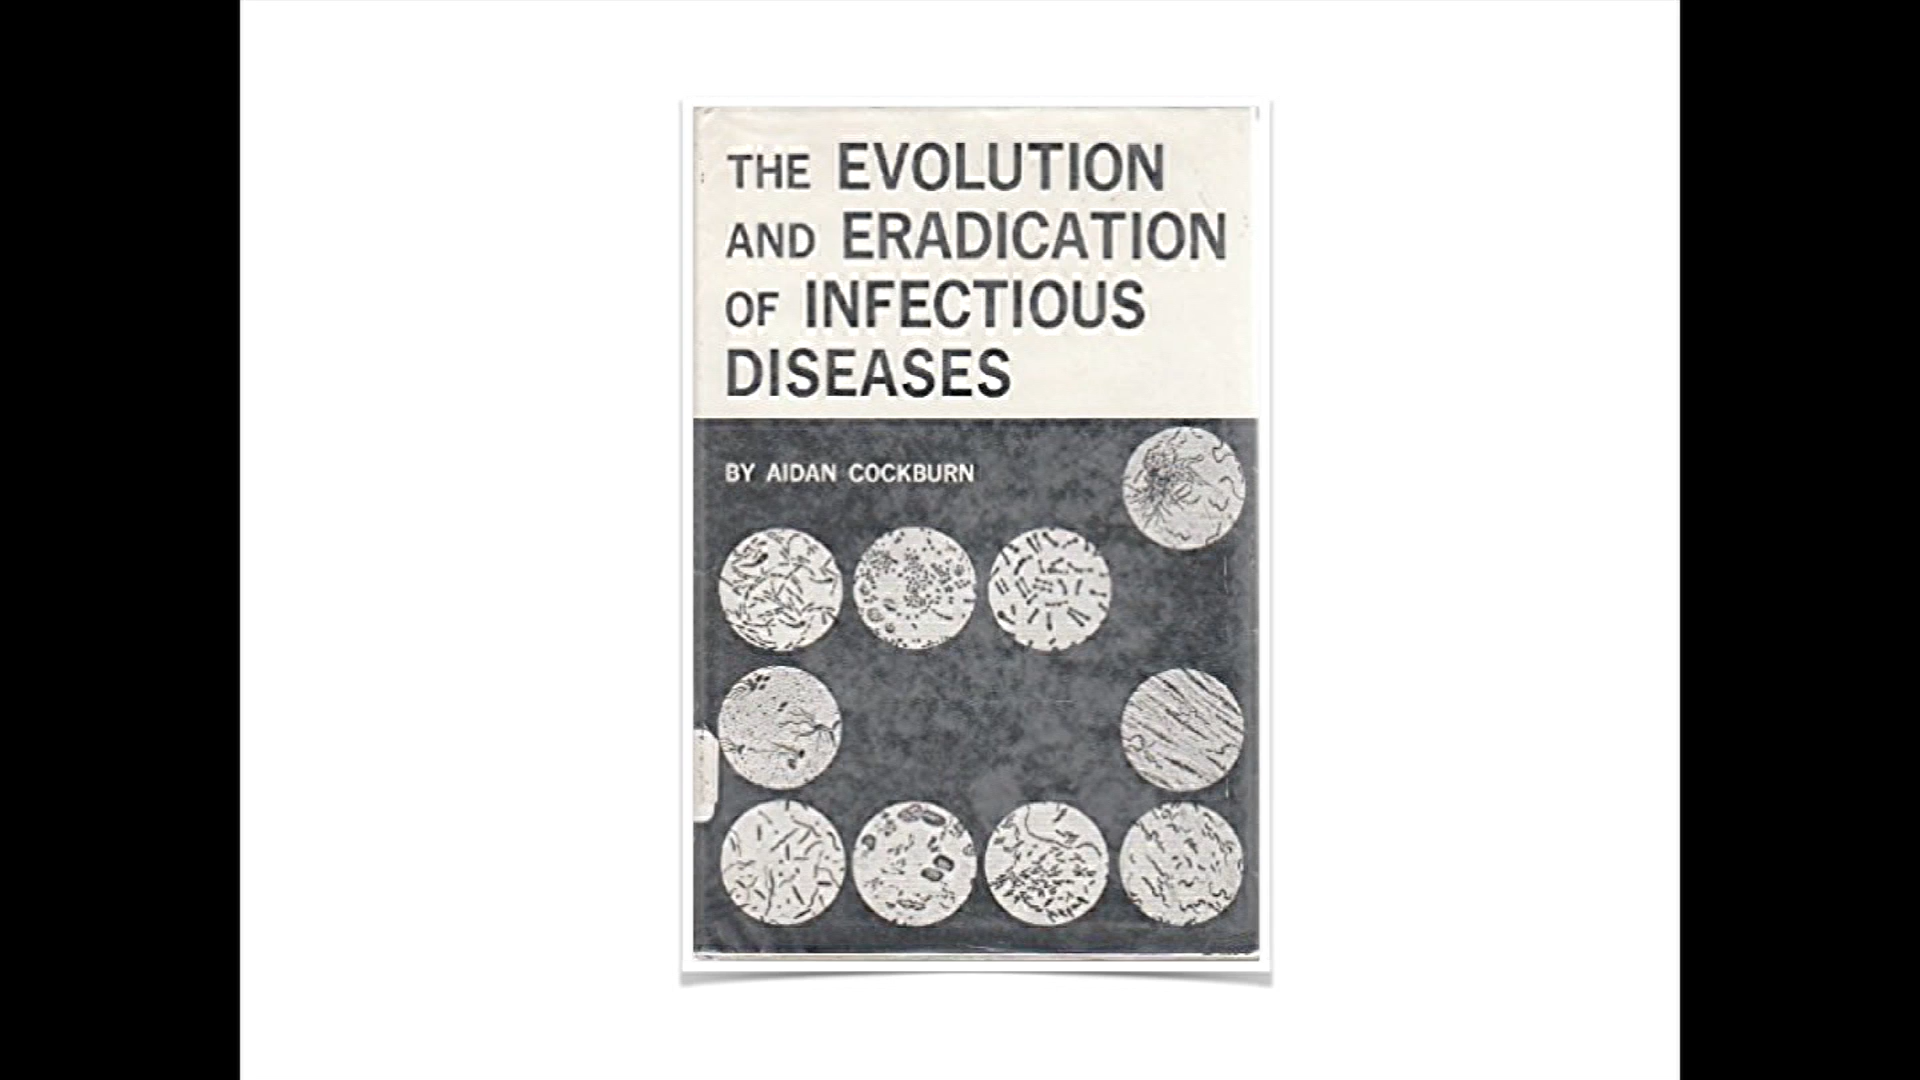 THE EVOLUTION
AND ERADICATION
OF INFECTIOUS
DISEASES
BY AIDAN COCKBURN